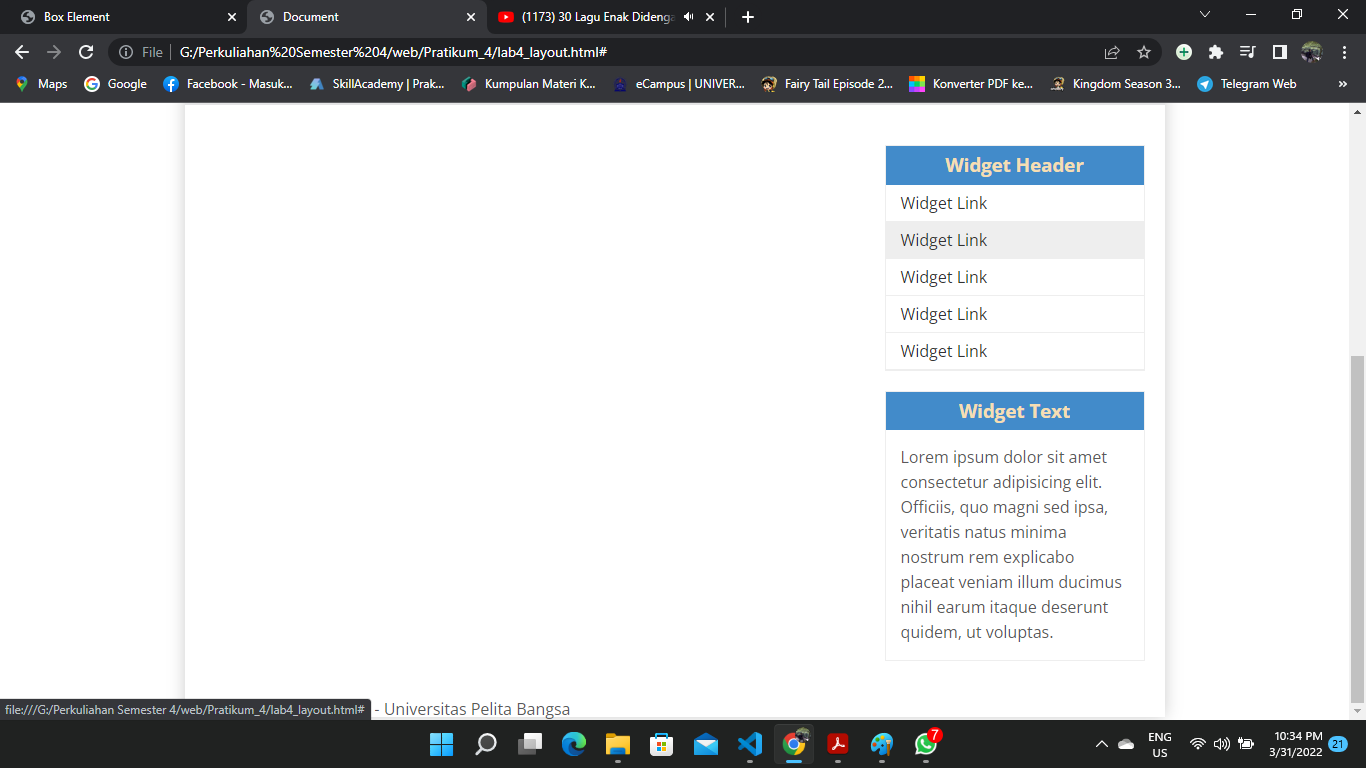 Box Element
Document
(1173) 30 Lagu Enak Didenga
File | G:/Perkuliahan%20Semester%204/web/Pratikum_4/lab4_layout.html#
Maps
Google
Facebook - Masuk...
SkillAcademy | Prak...
Kumpulan Materi K...
eCampus | UNIVER...
Fairy Tail Episode 2...
Konverter PDF ke...
Kingdom Season 3...
Telegram Web
»
Widget Header
Widget Link
Widget Link
Widget Link
Widget Link
Widget Link
Widget Text
Lorem ipsum dolor sit amet
consectetur adipisicing elit.
Officiis, quo magni sed ipsa,
veritatis natus minima
nostrum rem explicabo
placeat veniam illum ducimus
nihil earum itaque deserunt
quidem, ut voluptas.
file:///G:/Perkuliahan Semester 4/web/Pratikum_4/lab4_layout.html#
- Universitas Pelita Bangsa
7
ENG
US
10:34 PM
3/31/2022
21